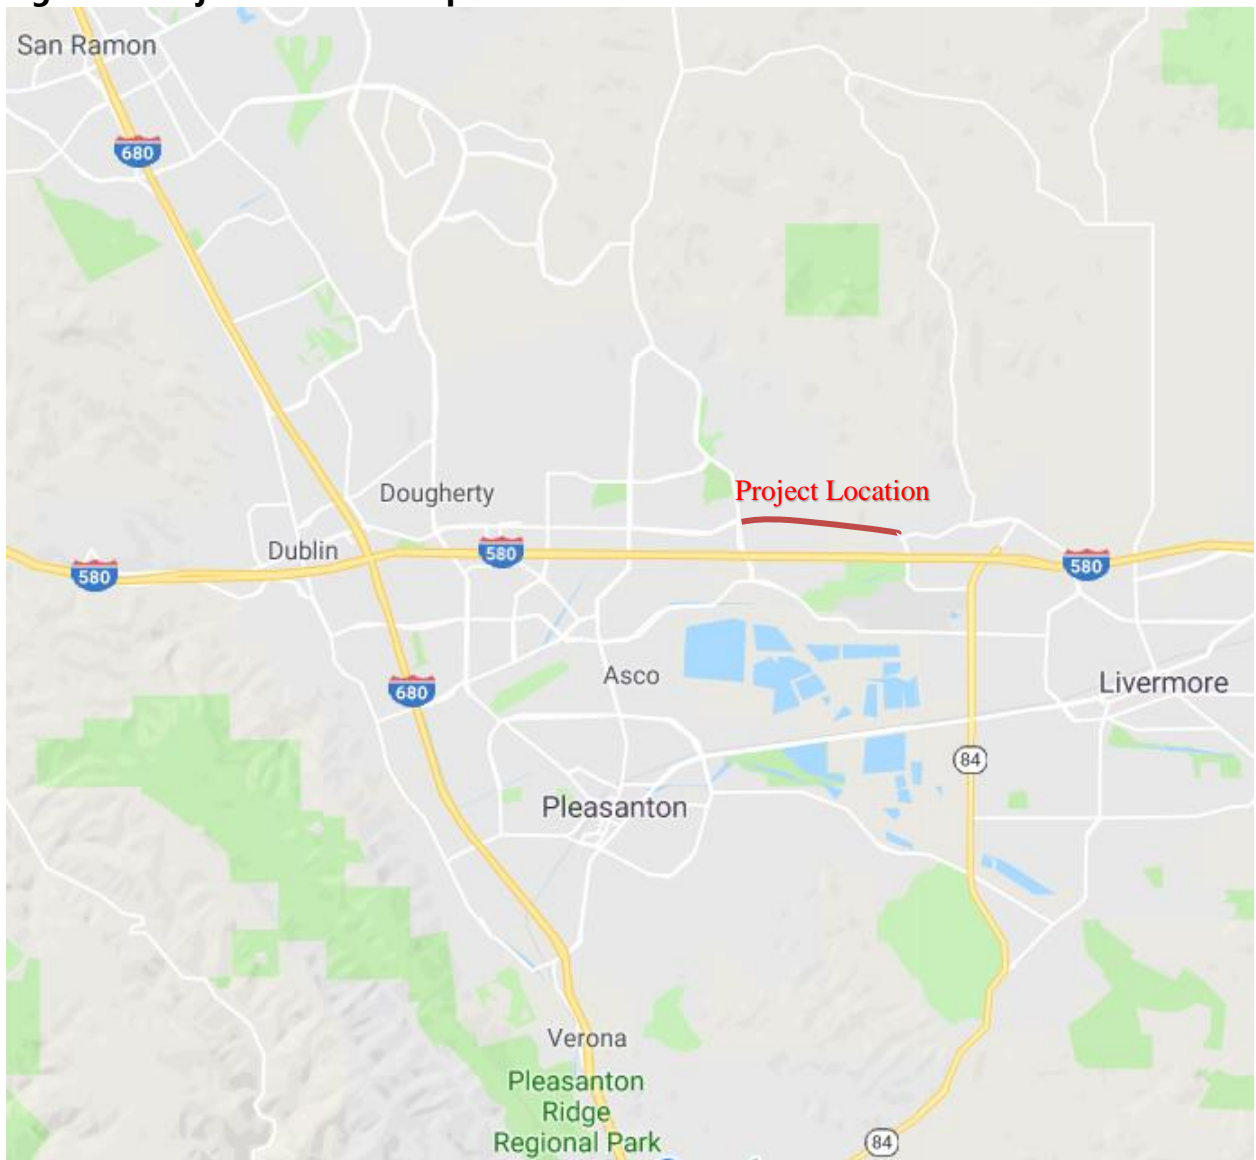 San Ramon
680
Dougherty
Project Location
Dublin
580
580
580
680
Asco
Livermore
84
Pleasanton
Verona
Pleasanton
Ridge
Regional Park
84